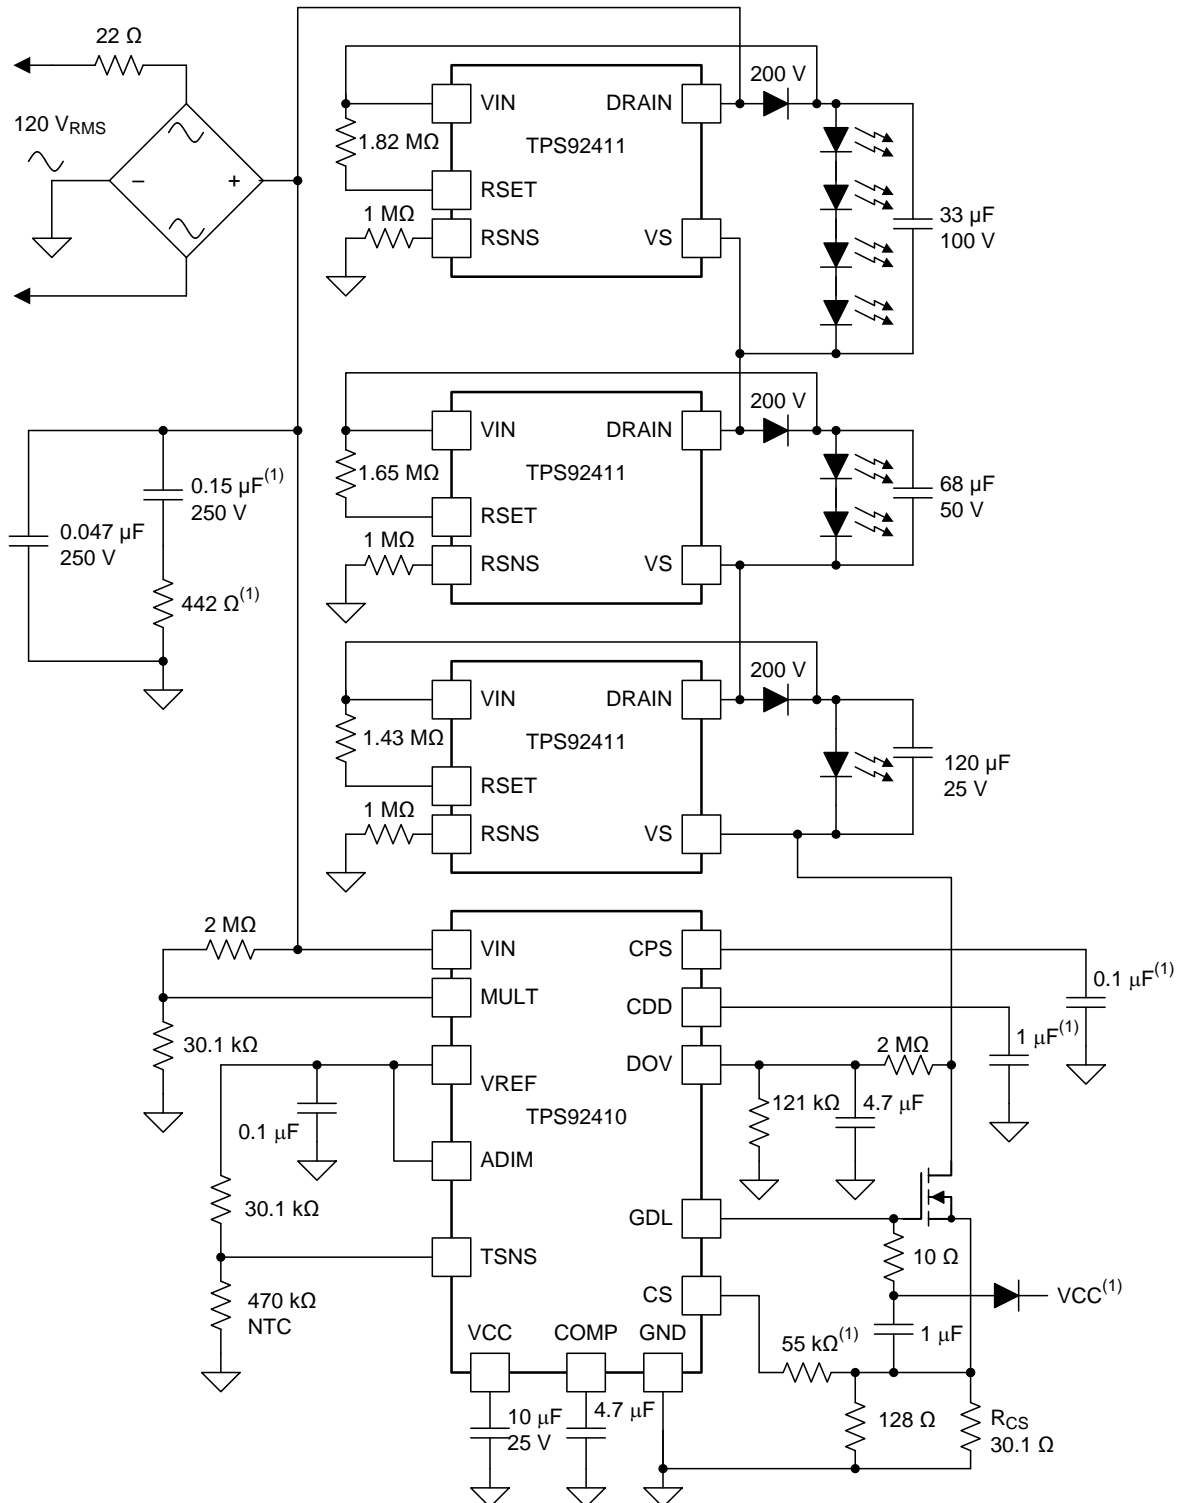 22 Ω
120 VRMS
− +
200 V
VIN DRAIN
1.82 MΩ
TPS92411
RSET
1 MΩ
RSNS VS
33 µF
100 V
200 V
VIN DRAIN
1.65 MΩ
TPS92411
RSET
1 MΩ
RSNS VS
68 µF
50 V
0.15 µF(1)
250 V
0.047 µF
250 V
442 Ω(1)
200 V
VIN DRAIN
1.43 MΩ
TPS92411
RSET
1 MΩ
RSNS VS
120 µF
25 V
2 MΩ
VIN CPS
0.1 µF(1)
MULT CDD
1 µF(1)
30.1 kΩ
2 MΩ
VREF DOV
121 kΩ
4.7 µF
0.1 µF
TPS92410
ADIM
30.1 kΩ
GDL
10 Ω
TSNS
CS
VCC(1)
470 kΩ
NTC
1 µF
VCC COMP GND
55 kΩ(1)
10 µF
25 V
4.7 µF
128 Ω
RCS
30.1 Ω